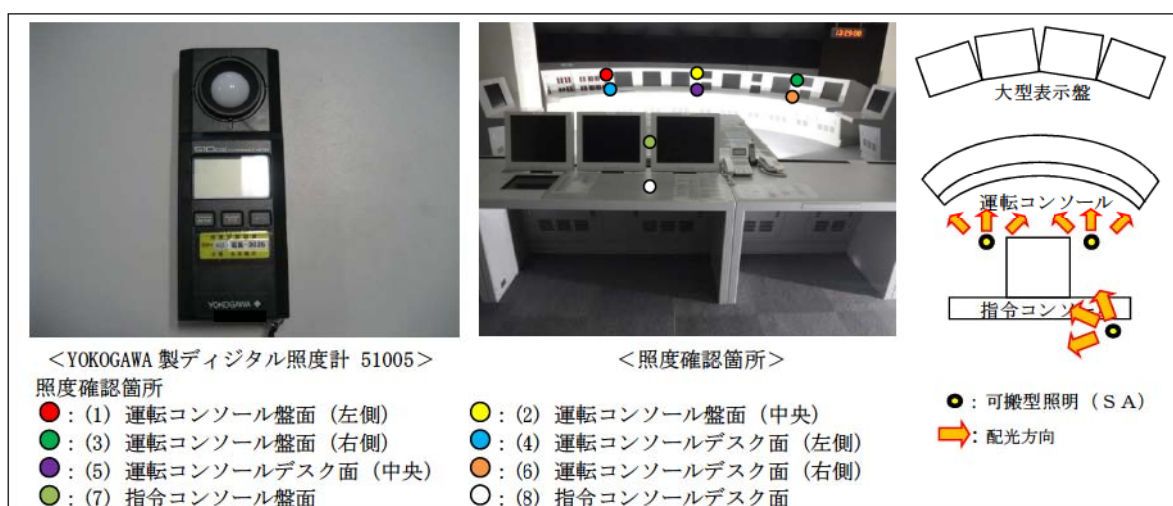 13:29:00
YOKOGAWA
大型表示盤
運転コンソール
指令コンソー
<YOKOGAWA 製ディジタル照度計 51005>
<照度確認箇所>
照度確認箇所
:(1) 運転コンソール盤面(左側)
:(2) 運転コンソール盤面(中央)
:(3) 運転コンソール盤面(右側)
:(4) 運転コンソールデスク面(左側)
:(5) 運転コンソールデスク面(中央)
:(6) 運転コンソールデスク面(右側)
:(7) 指令コンソール盤面
:(8) 指令コンソールデスク面
:可搬型照明(SA)
:配光方向